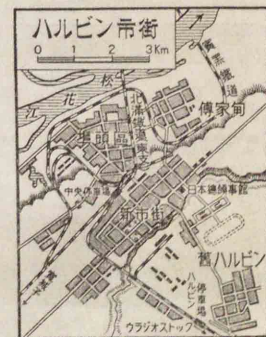 ハルビン市街
0 1 2 3Km
松
花
江
傅家甸
埠頭區
中央停車場
新市街
日本總領事館
舊ハルビン
ハルビン停車場
ウラジオストック